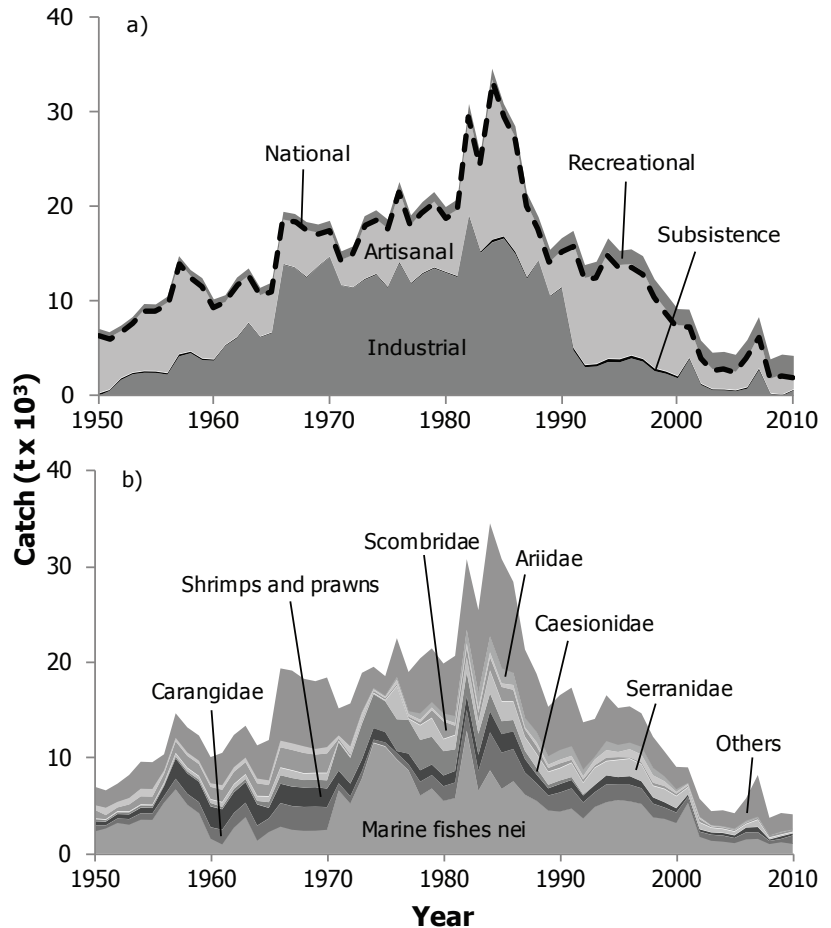 40
a)
30
National
Recreational
20
Subsistence
Artisanal
10
Industrial
0
1950 1960 1970 1980 1990 2000 2010
Catch (t x 10³)
40
b)
Scombridae
30
Ariidae
Shrimps and prawns
Caesionidae
20
Carangidae
Serranidae
Others
10
Marine fishes nei
0
1950 1960 1970 1980 1990 2000 2010
Year